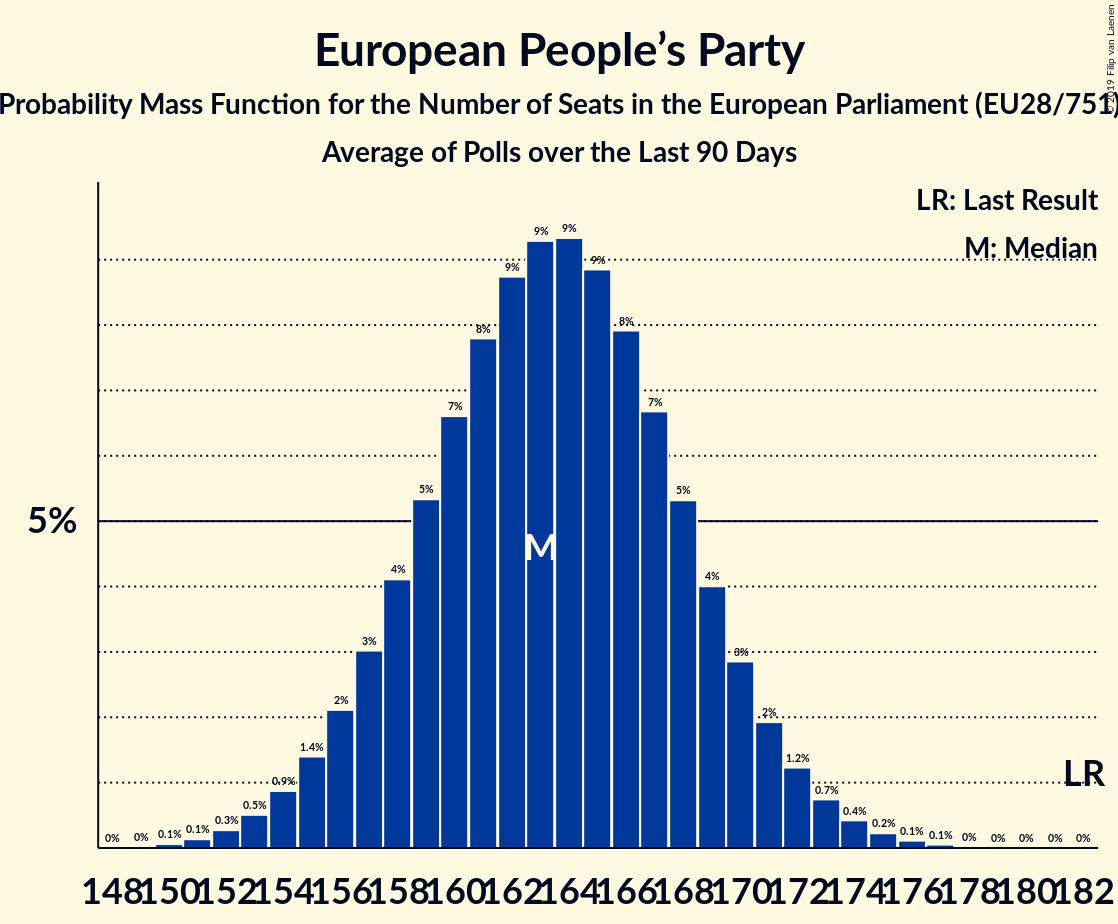 European People’s Party
© 2019 Filip van Laenen
Probability Mass Function for the Number of Seats in the European Parliament (EU28/751)
Average of Polls over the Last 90 Days
LR: Last Result
M: Median
0% 0% 0.1% 0.1% 0.3% 0.5% 0.9% 1.4% 2% 3% 4% 5% 7% 8% 9% 9% 9% 9% 8% 7% 5% 4% 3% 2% 1.2% 0.7% 0.4% 0.2% 0.1% 0.1% 0% 0% 0% 0% 0%
5%
M
LR
148 150 152 154 156 158 160 162 164 166 168 170 172 174 176 178 180 182